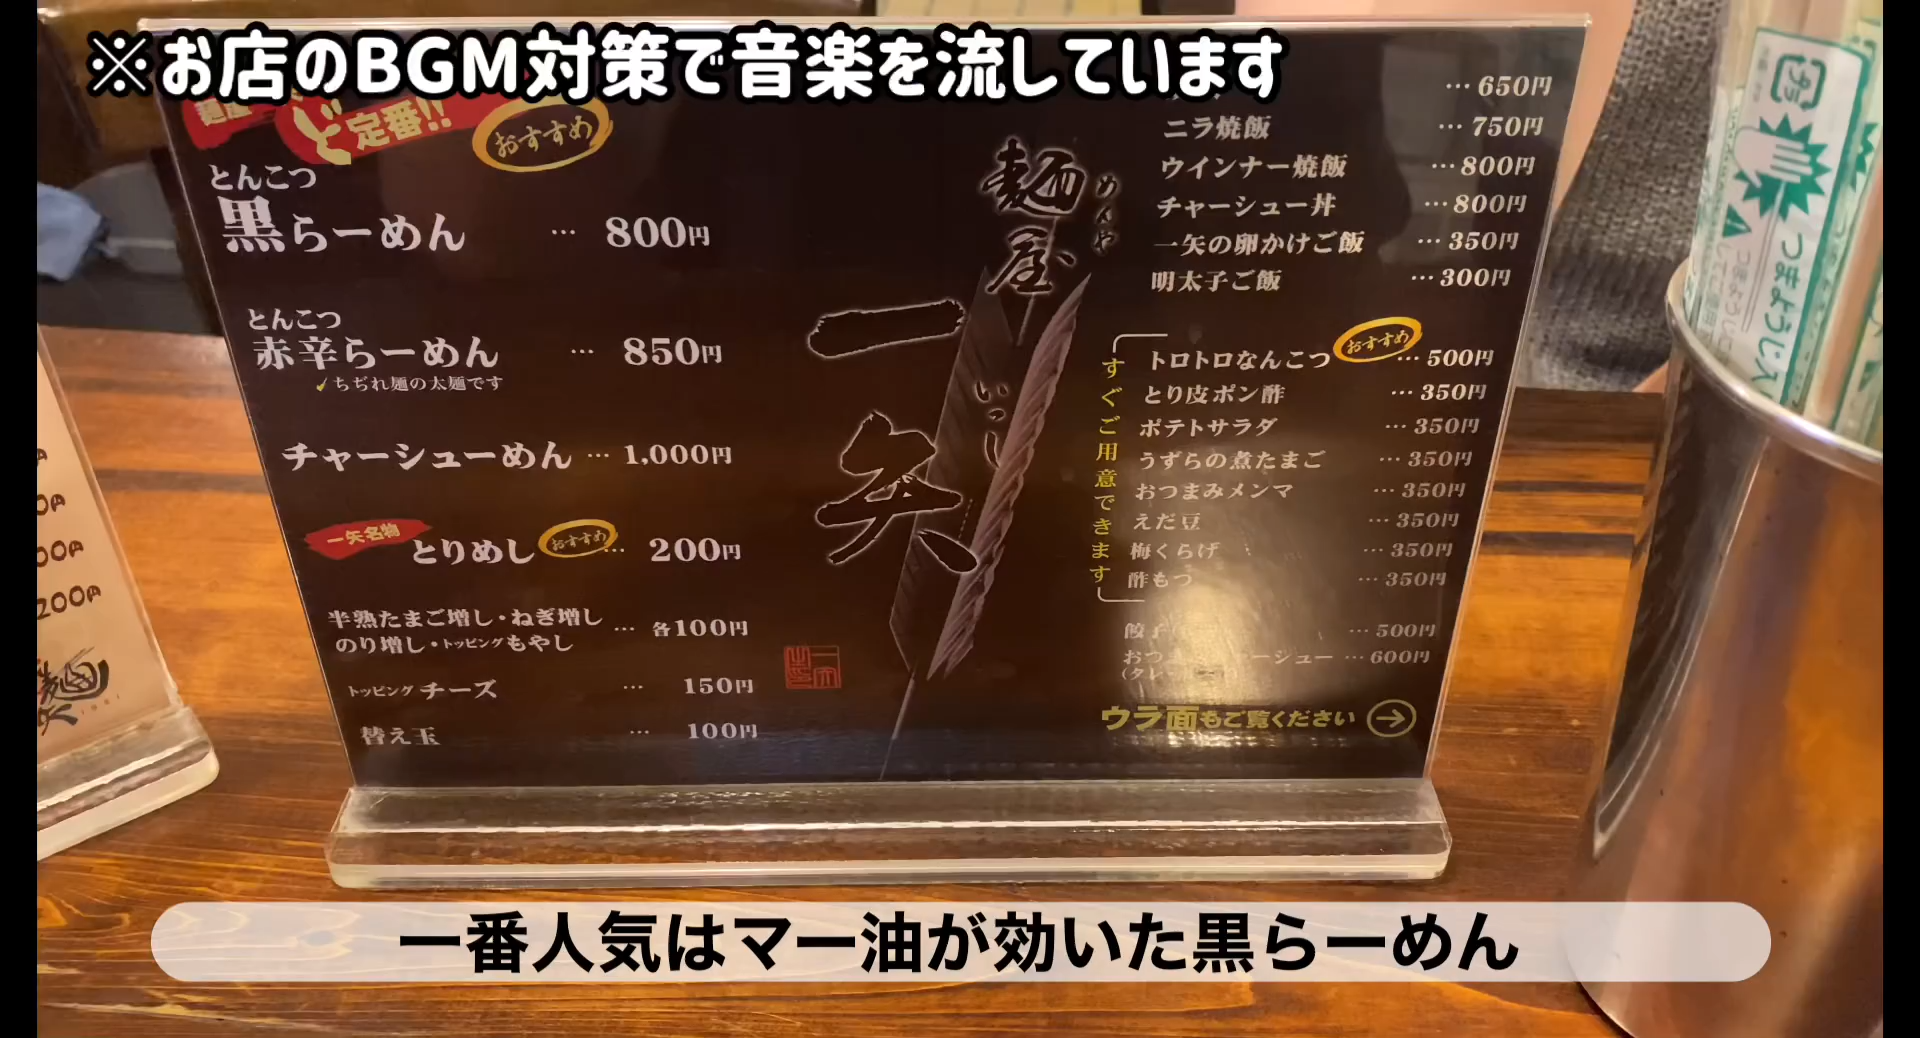 ※お店のBGM対策で音楽を流しています
ど定番!!
おすすめ
とんこつ
黒らーめん … 800円
とんこつ
赤辛らーめん … 850円
✓ちぢれ麺の太麺です
チャーシューめん … 1,000円
一矢名物
とりめし おすすめ … 200円
半熟たまご増し・ねぎ増し
のり増し・トッピングもやし … 各100円
トッピングチーズ … 150円
替え玉 … 100円
麺屋
めんや
一矢
いっし
… 650円
ニラ焼飯 … 750円
ウインナー焼飯 … 800円
チャーシュー丼 … 800円
一矢の卵かけご飯 … 350円
明太子ご飯 … 300円
すぐご用意できます
トロトロなんこつ おすすめ … 500円
とり皮ポン酢 … 350円
ポテトサラダ … 350円
うずらの煮たまご … 350円
おつまみメンマ … 350円
えだ豆 … 350円
梅くらげ … 350円
酢もつ … 350円
餃子 … 500円
おつ ーシュー … 600円
ウラ面もご覧ください
つまようじ入
一番人気はマー油が効いた黒らーめん